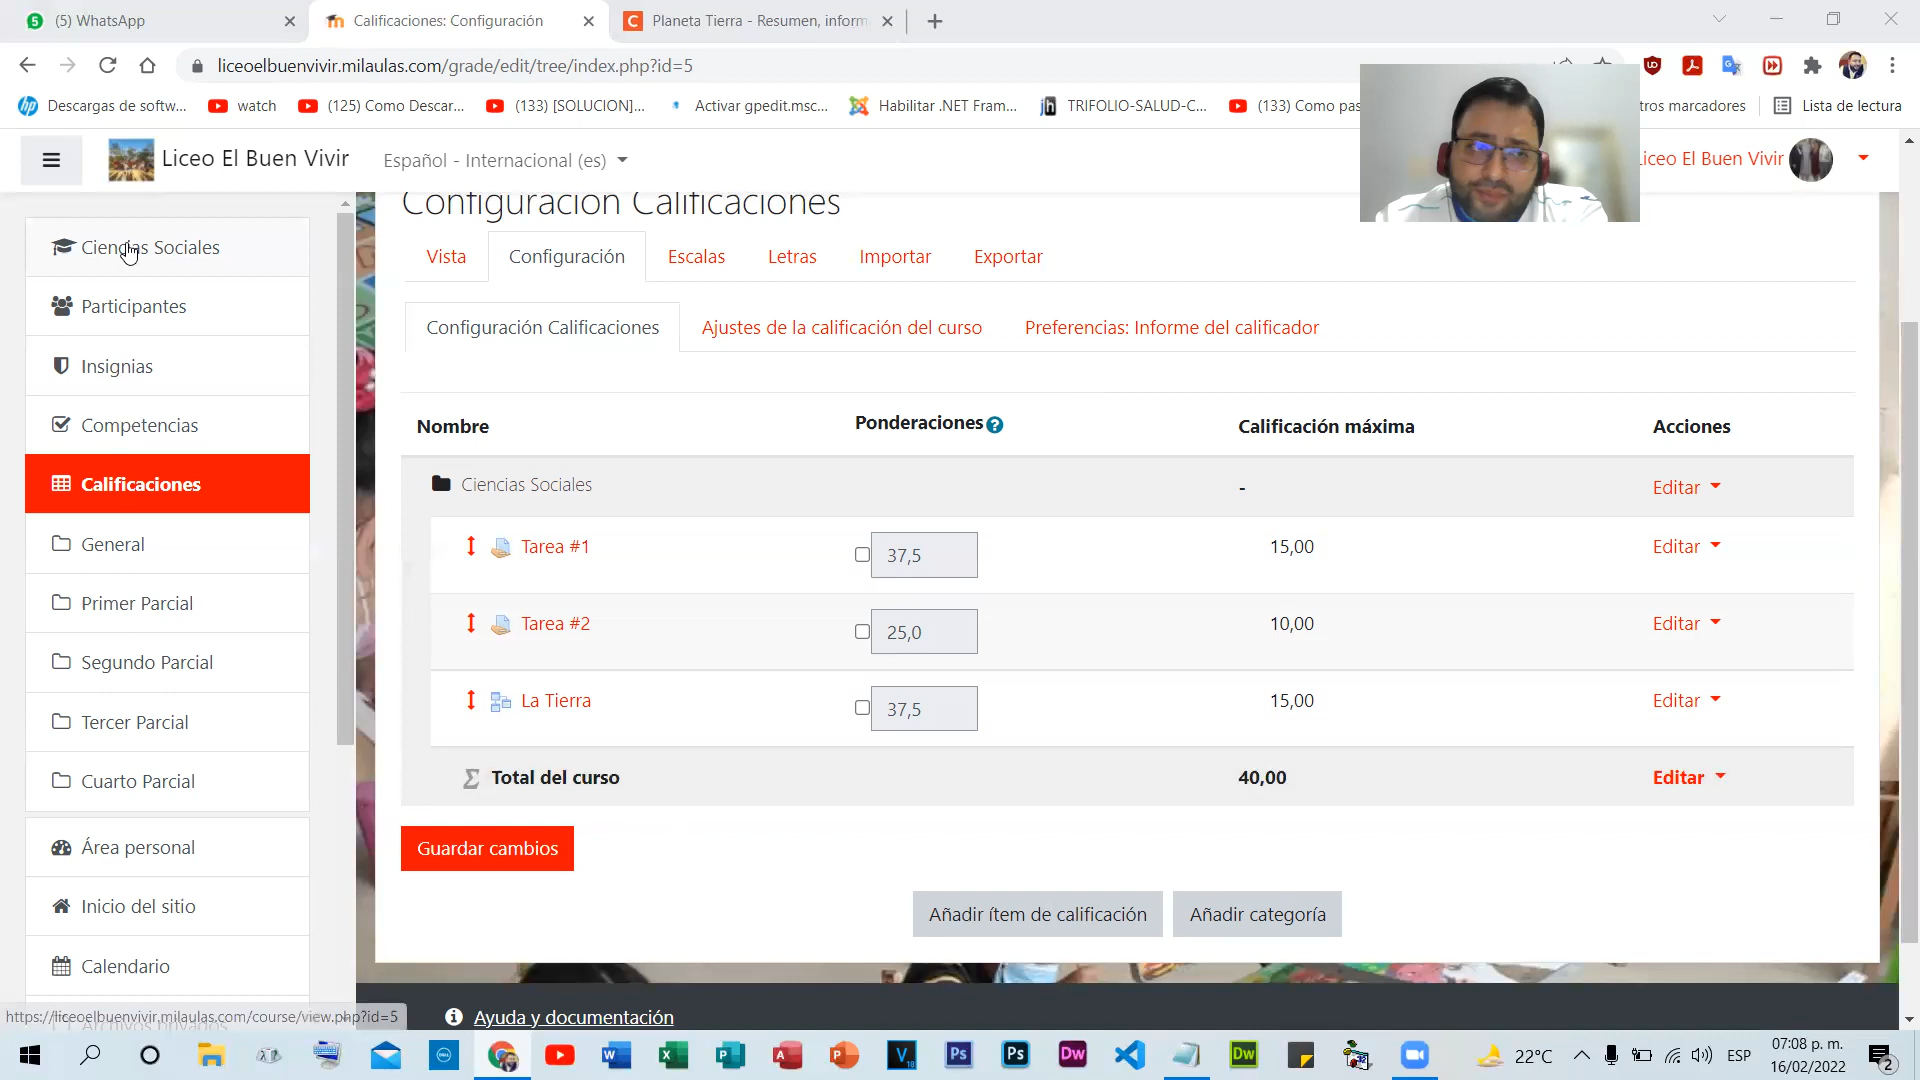 (5) WhatsApp
Calificaciones: Configuración
Planeta Tierra - Resumen, inform
liceoelbuenvivir.milaulas.com/grade/edit/tree/index.php?id=5
Descargas de softw...
watch
(125) Como Descar...
(133) [SOLUCION]...
Activar gpedit.msc...
Habilitar .NET Fram...
TRIFOLIO-SALUD-C...
(133) Como pas
tros marcadores
Lista de lectura
Liceo El Buen Vivir
Español - Internacional (es)
iceo El Buen Vivir
Configuración Calificaciones
Ciencias Sociales
Participantes
Insignias
Competencias
Calificaciones
General
Primer Parcial
Segundo Parcial
Tercer Parcial
Cuarto Parcial
Área personal
Inicio del sitio
Calendario
Archivos privados
https://liceoelbuenvivir.milaulas.com/course/view.php?id=5
Vista
Configuración
Escalas
Letras
Importar
Exportar
Configuración Calificaciones
Ajustes de la calificación del curso
Preferencias: Informe del calificador
Nombre Ponderaciones Calificación máxima Acciones
Ciencias Sociales - Editar
Tarea #1 37,5 15,00 Editar
Tarea #2 25,0 10,00 Editar
La Tierra 37,5 15,00 Editar
Total del curso 40,00 Editar
Guardar cambios
Añadir ítem de calificación
Añadir categoría
Ayuda y documentación
22°C
ESP
07:08 p. m.
16/02/2022
2